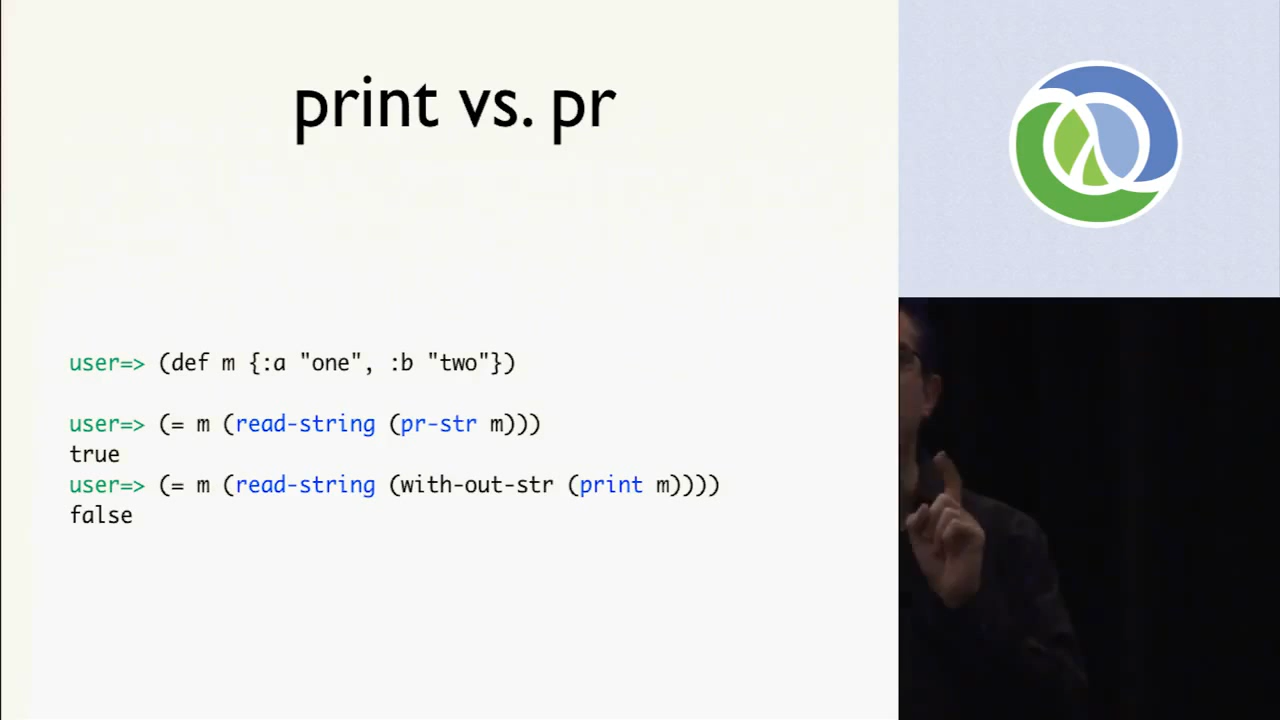 print vs. pr
user=> (def m {:a "one", :b "two"})
user=> (= m (read-string (pr-str m)))
true
user=> (= m (read-string (with-out-str (print m))))
false